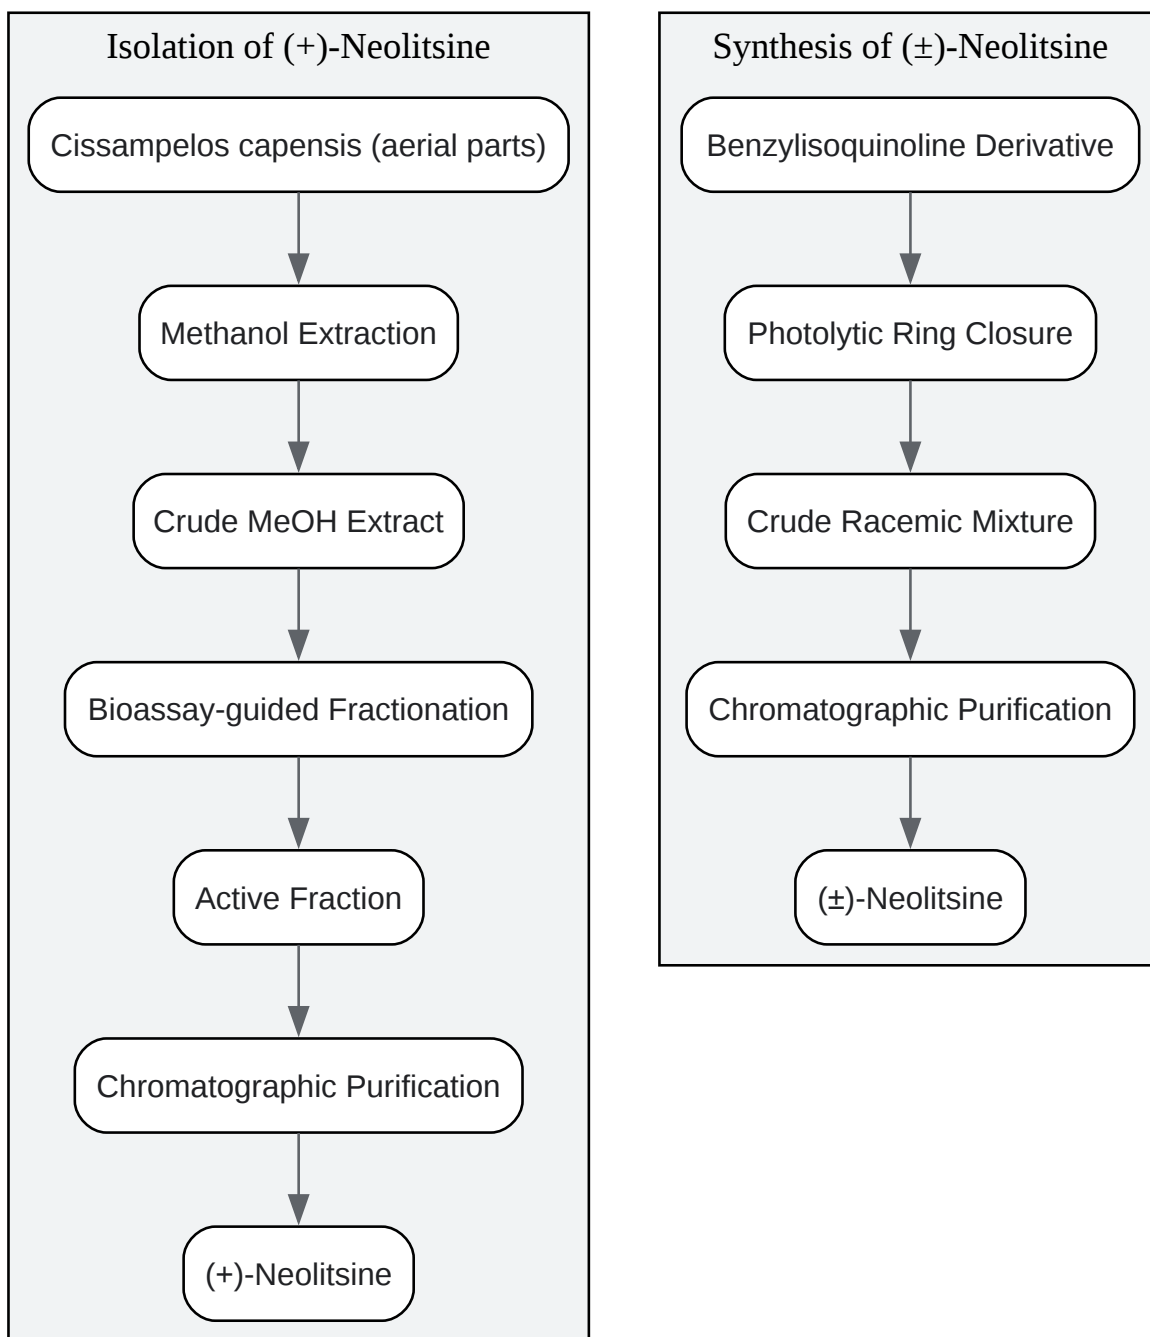 Isolation of (+)-Neolitsine
Cissampelos capensis (aerial parts)
Methanol Extraction
Crude MeOH Extract
Bioassay-guided Fractionation
Active Fraction
Chromatographic Purification
(+)-Neolitsine
Synthesis of (±)-Neolitsine
Benzylisoquinoline Derivative
Photolytic Ring Closure
Crude Racemic Mixture
Chromatographic Purification
(±)-Neolitsine